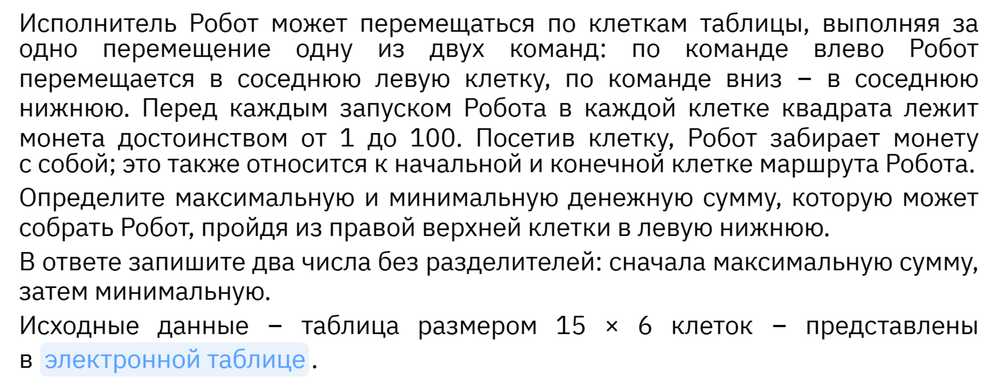 Исполнитель Робот может перемещаться по клеткам таблицы, выполняя за
одно перемещение одну из двух команд: по команде влево Робот
перемещается в соседнюю левую клетку, по команде вниз – в соседнюю
нижнюю. Перед каждым запуском Робота в каждой клетке квадрата лежит
монета достоинством от 1 до 100. Посетив клетку, Робот забирает монету
с собой; это также относится к начальной и конечной клетке маршрута Робота.
Определите максимальную и минимальную денежную сумму, которую может
собрать Робот, пройдя из правой верхней клетки в левую нижнюю.
В ответе запишите два числа без разделителей: сначала максимальную сумму,
затем минимальную.
Исходные данные – таблица размером 15 × 6 клеток – представлены
в электронной таблице.